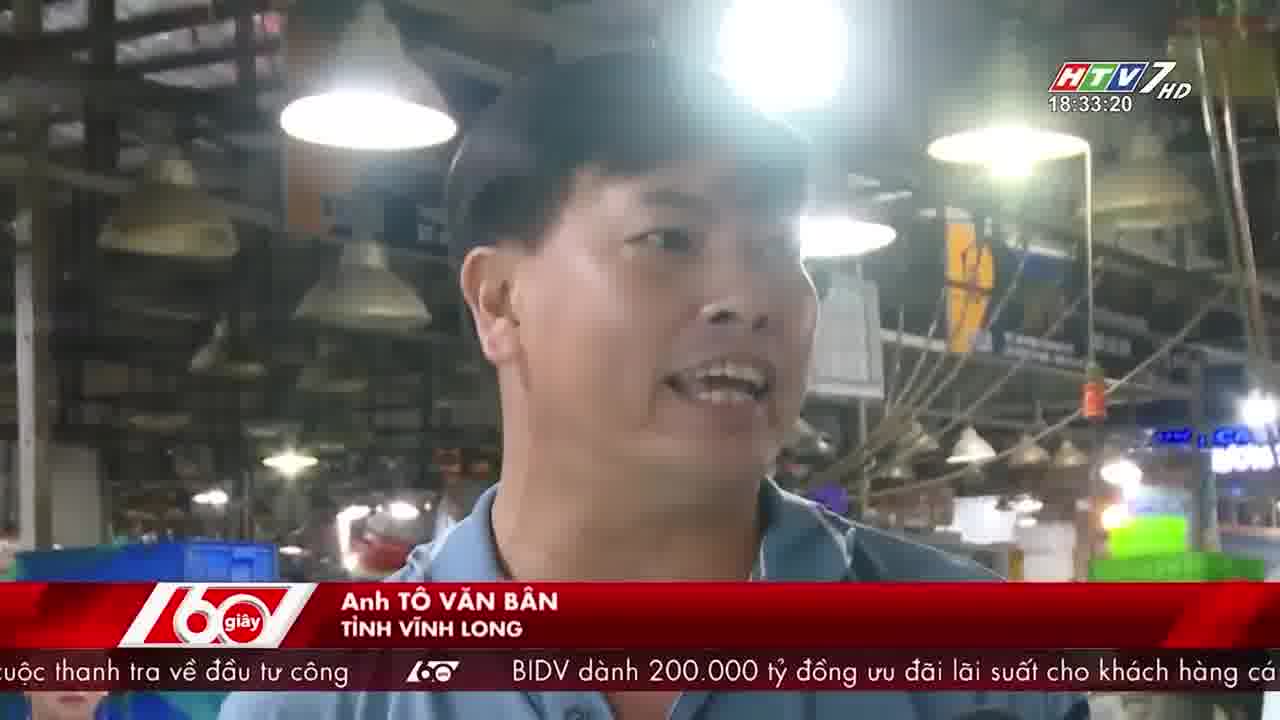 HTV7 HD
18:33:20
60 giây
Anh TÔ VĂN BÂN
TỈNH VĨNH LONG
cuộc thanh tra về đầu tư công 60 giây BIDV dành 200.000 tỷ đồng ưu đãi lãi suất cho khách hàng cá